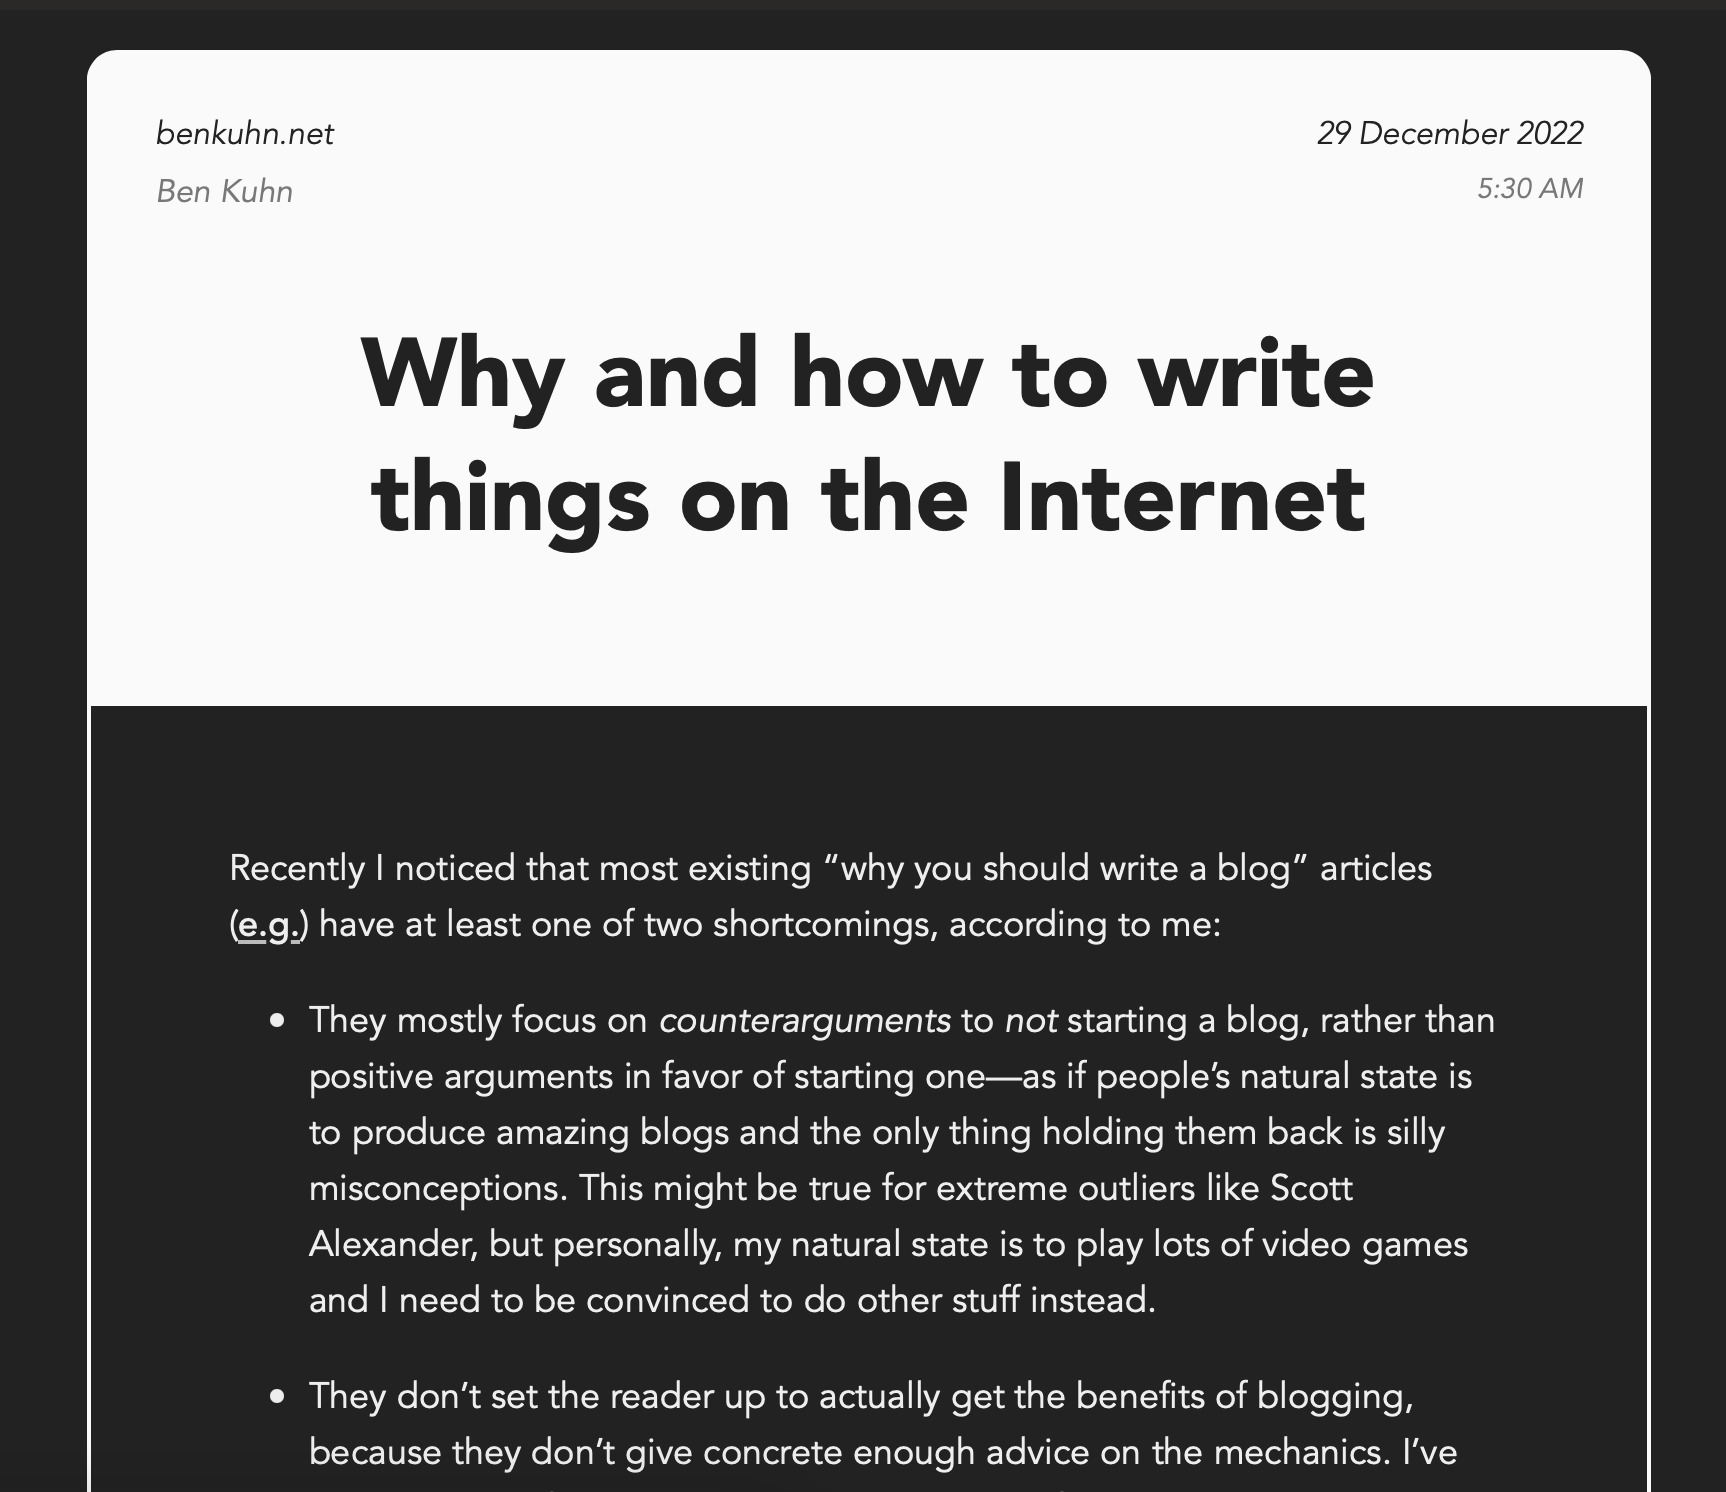 benkuhn.net
29 December 2022
Ben Kuhn
5:30 AM
Why and how to write
things on the Internet
Recently I noticed that most existing “why you should write a blog” articles
(e.g.) have at least one of two shortcomings, according to me:
• They mostly focus on counterarguments to not starting a blog, rather than
positive arguments in favor of starting one—as if people’s natural state is
to produce amazing blogs and the only thing holding them back is silly
misconceptions. This might be true for extreme outliers like Scott
Alexander, but personally, my natural state is to play lots of video games
and I need to be convinced to do other stuff instead.
• They don’t set the reader up to actually get the benefits of blogging,
because they don’t give concrete enough advice on the mechanics. I’ve